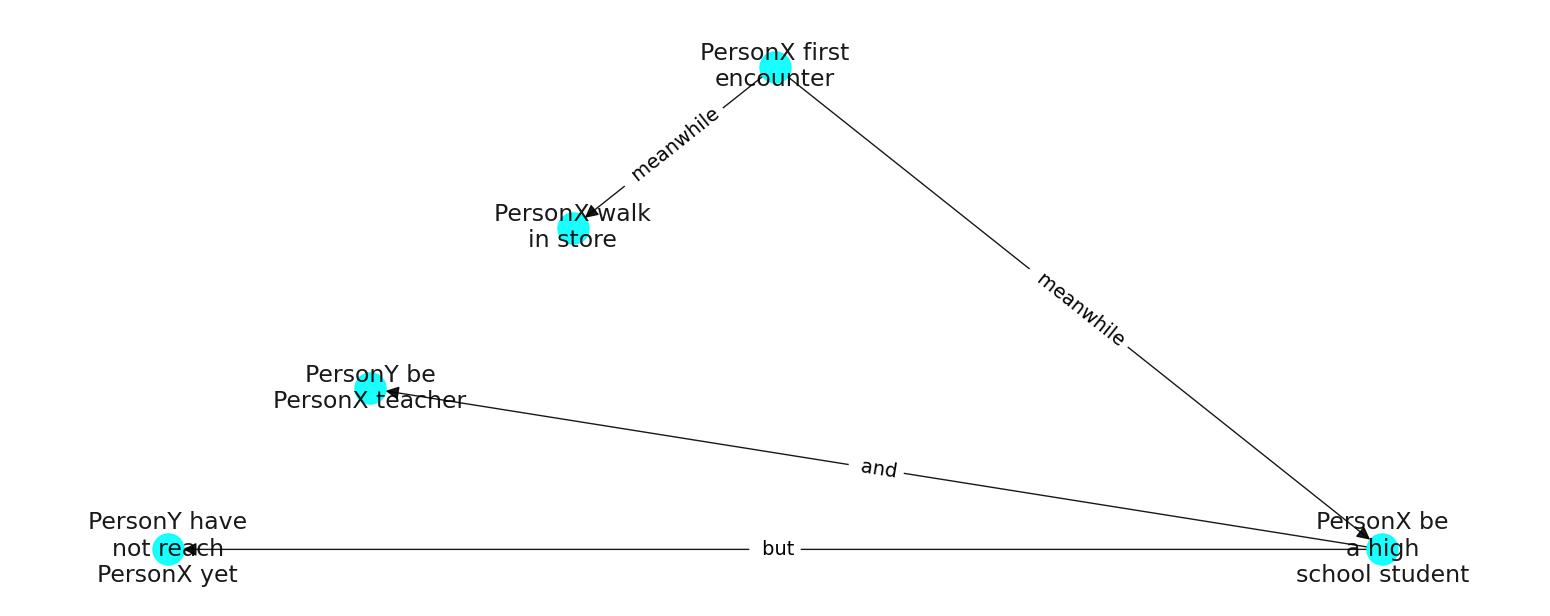 PersonX first
encounter
meanwhile
PersonX walk
in store
meanwhile
PersonY be
PersonX teacher
and
PersonY have
not reach
PersonX yet
but
PersonX be
a high
school student